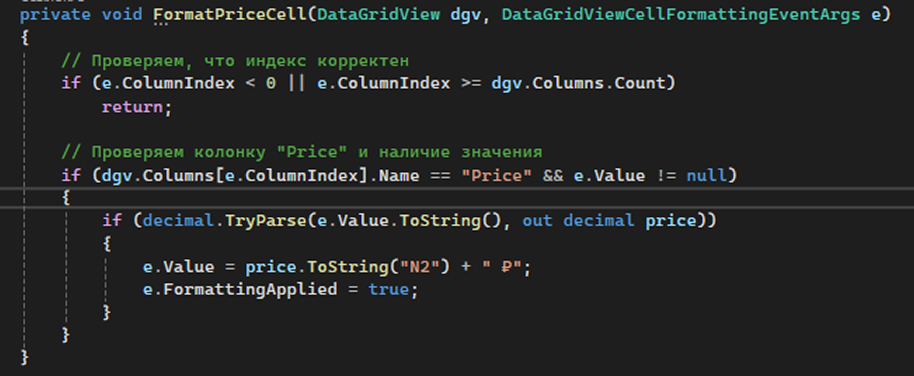 private void FormatPriceCell(DataGridView dgv, DataGridViewCellFormattingEventArgs e)
{
// Проверяем, что индекс корректен
if (e.ColumnIndex < 0 || e.ColumnIndex >= dgv.Columns.Count)
return;
// Проверяем колонку "Price" и наличие значения
if (dgv.Columns[e.ColumnIndex].Name == "Price" && e.Value != null)
{
if (decimal.TryParse(e.Value.ToString(), out decimal price))
{
e.Value = price.ToString("N2") + " ₽";
e.FormattingApplied = true;
}
}
}